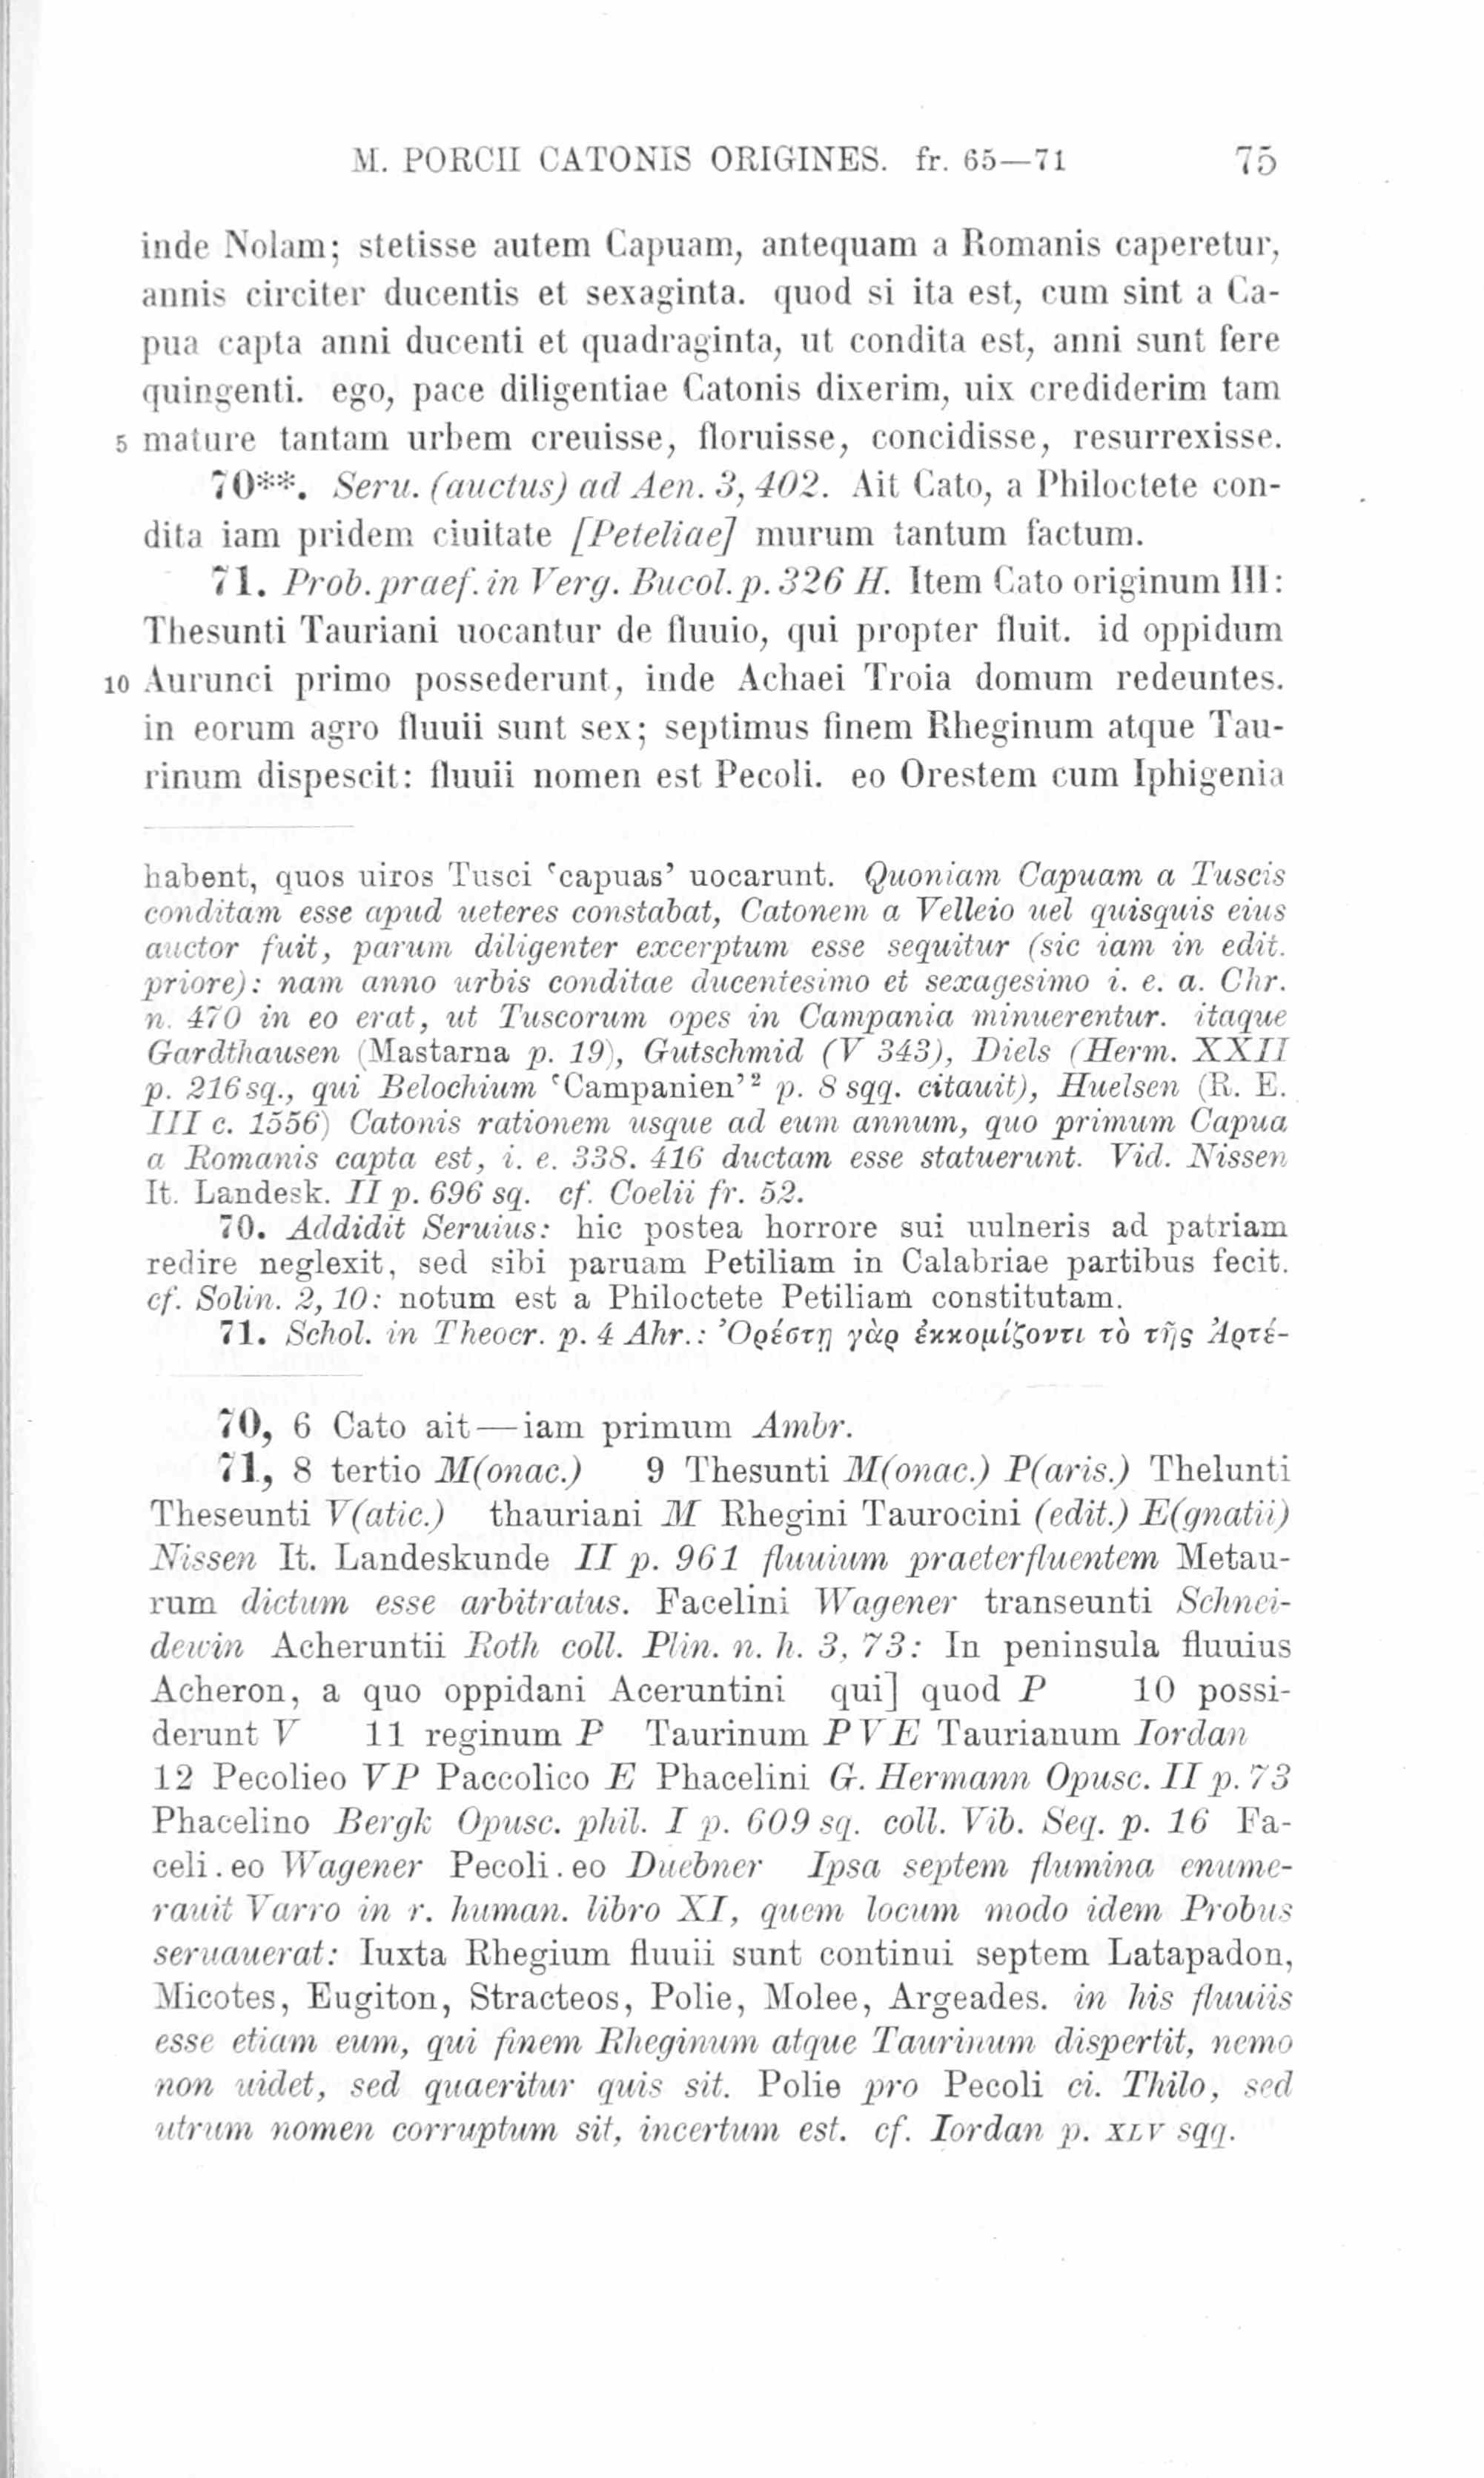 M. PORCII CATONIS ORIGINES. fr. 65—71 75
inde Nolam; stetisse autem Capuam, antequam a Romanis caperetur,
annis circiter ducentis et sexaginta. quod si ita est, cum sint a Ca-
pua capta anni ducenti et quadraginta, ut condita est, anni sunt fere
quingenti. ego, pace diligentiae Catonis dixerim, uix crediderim tam
5 mature tantam urbem creuisse, floruisse, concidisse, resurrexisse.
70**. Seru. (auctus) ad Aen. 3, 402. Ait Cato, a Philoctete con-
dita iam pridem ciuitate [Peteliae] murum tantum factum.
71. Prob. praef. in Verg. Bucol. p. 326 H. Item Cato originum III:
Thesunti Tauriani uocantur de fluuio, qui propter fluit. id oppidum
10 Aurunci primo possederunt, inde Achaei Troia domum redeuntes.
in eorum agro fluuii sunt sex; septimus finem Rheginum atque Tau-
rinum dispescit: fluuii nomen est Pecoli. eo Orestem cum Iphigenia
habent, quos uiros Tusci ‘capuas’ uocarunt. Quoniam Capuam a Tuscis
conditam esse apud ueteres constabat, Catonem a Velleio uel quisquis eius
auctor fuit, parum diligenter excerptum esse sequitur (sic iam in edit.
priore): nam anno urbis conditae ducentesimo et sexagesimo i. e. a. Chr.
n. 470 in eo erat, ut Tuscorum opes in Campania minuerentur. itaque
Gardthausen (Mastarna p. 19), Gutschmid (V 343), Diels (Herm. XXII
p. 216 sq., qui Belochium ‘Campanien’² p. 8 sqq. citauit), Huelsen (R. E.
III c. 1556) Catonis rationem usque ad eum annum, quo primum Capua
a Romanis capta est, i. e. 338. 416 ductam esse statuerunt. Vid. Nissen
It. Landesk. II p. 696 sq. cf. Coelii fr. 52.
70. Addidit Seruius: hic postea horrore sui uulneris ad patriam
redire neglexit, sed sibi paruam Petiliam in Calabriae partibus fecit.
cf. Solin. 2, 10: notum est a Philoctete Petiliam constitutam.
71. Schol. in Theocr. p. 4 Ahr.: Ὀρέστῃ γὰρ ἐκκομίζοντι τὸ τῆς Ἀρτέ-
70, 6 Cato ait—iam primum Ambr.
71, 8 tertio M(onac.) 9 Thesunti M(onac.) P(aris.) Thelunti
Theseunti V(atic.) thauriani M Rhegini Taurocini (edit.) E(gnatii)
Nissen It. Landeskunde II p. 961 fluuium praeterfluentem Metau-
rum dictum esse arbitratus. Facelini Wagener transeunti Schnei-
dewin Acheruntii Roth coll. Plin. n. h. 3, 73: In peninsula fluuius
Acheron, a quo oppidani Aceruntini qui] quod P 10 possi-
derunt V 11 reginum P Taurinum P V E Taurianum Iordan
12 Pecolieo VP Paccolico E Phacelini G. Hermann Opusc. II p. 73
Phacelino Bergk Opusc. phil. I p. 609 sq. coll. Vib. Seq. p. 16 Fa-
celi . eo Wagener Pecoli . eo Duebner Ipsa septem flumina enume-
rauit Varro in r. human. libro XI, quem locum modo idem Probus
seruauerat: Iuxta Rhegium fluuii sunt continui septem Latapadon,
Micotes, Eugiton, Stracteos, Polie, Molee, Argeades. in his fluuiis
esse etiam eum, qui finem Rheginum atque Taurinum dispertit, nemo
non uidet, sed quaeritur quis sit. Polie pro Pecoli ci. Thilo, sed
utrum nomen corruptum sit, incertum est. cf. Iordan p. XLV sqq.